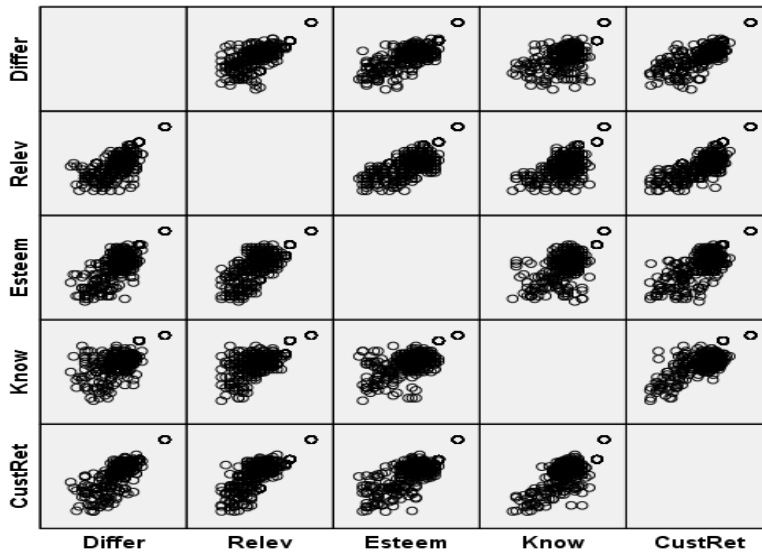 Differ
Relev
Esteem
Know
CustRet
Differ Relev Esteem Know CustRet